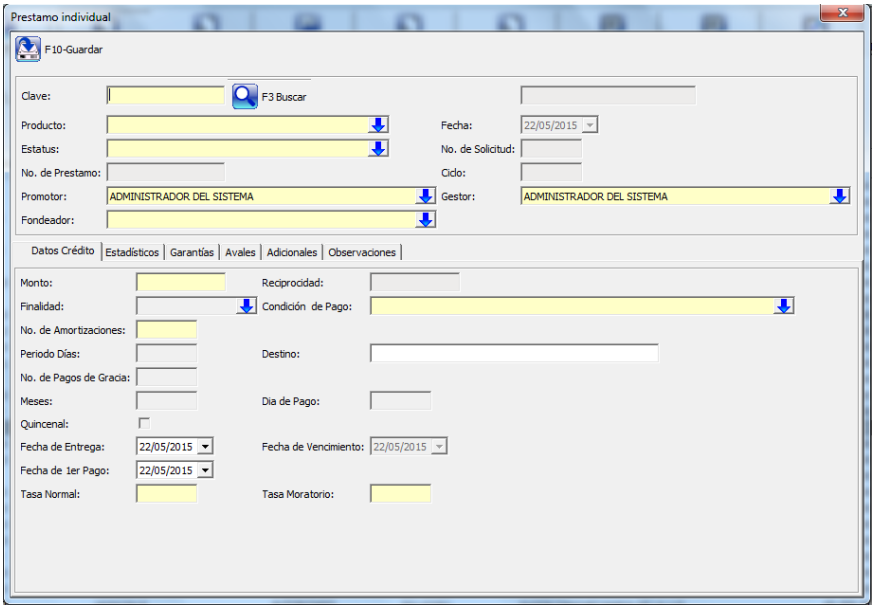 Prestamo individual
F10-Guardar
Clave: F3 Buscar
Producto: Fecha: 22/05/2015
Estatus: No. de Solicitud:
No. de Prestamo: Ciclo:
Promotor: ADMINISTRADOR DEL SISTEMA Gestor: ADMINISTRADOR DEL SISTEMA
Fondeador:
Datos Crédito Estadísticos Garantías Avales Adicionales Observaciones
Monto: Reciprocidad:
Finalidad: Condición de Pago:
No. de Amortizaciones:
Periodo Días: Destino:
No. de Pagos de Gracia:
Meses: Dia de Pago:
Quincenal:
Fecha de Entrega: 22/05/2015 Fecha de Vencimiento: 22/05/2015
Fecha de 1er Pago: 22/05/2015
Tasa Normal: Tasa Moratorio: